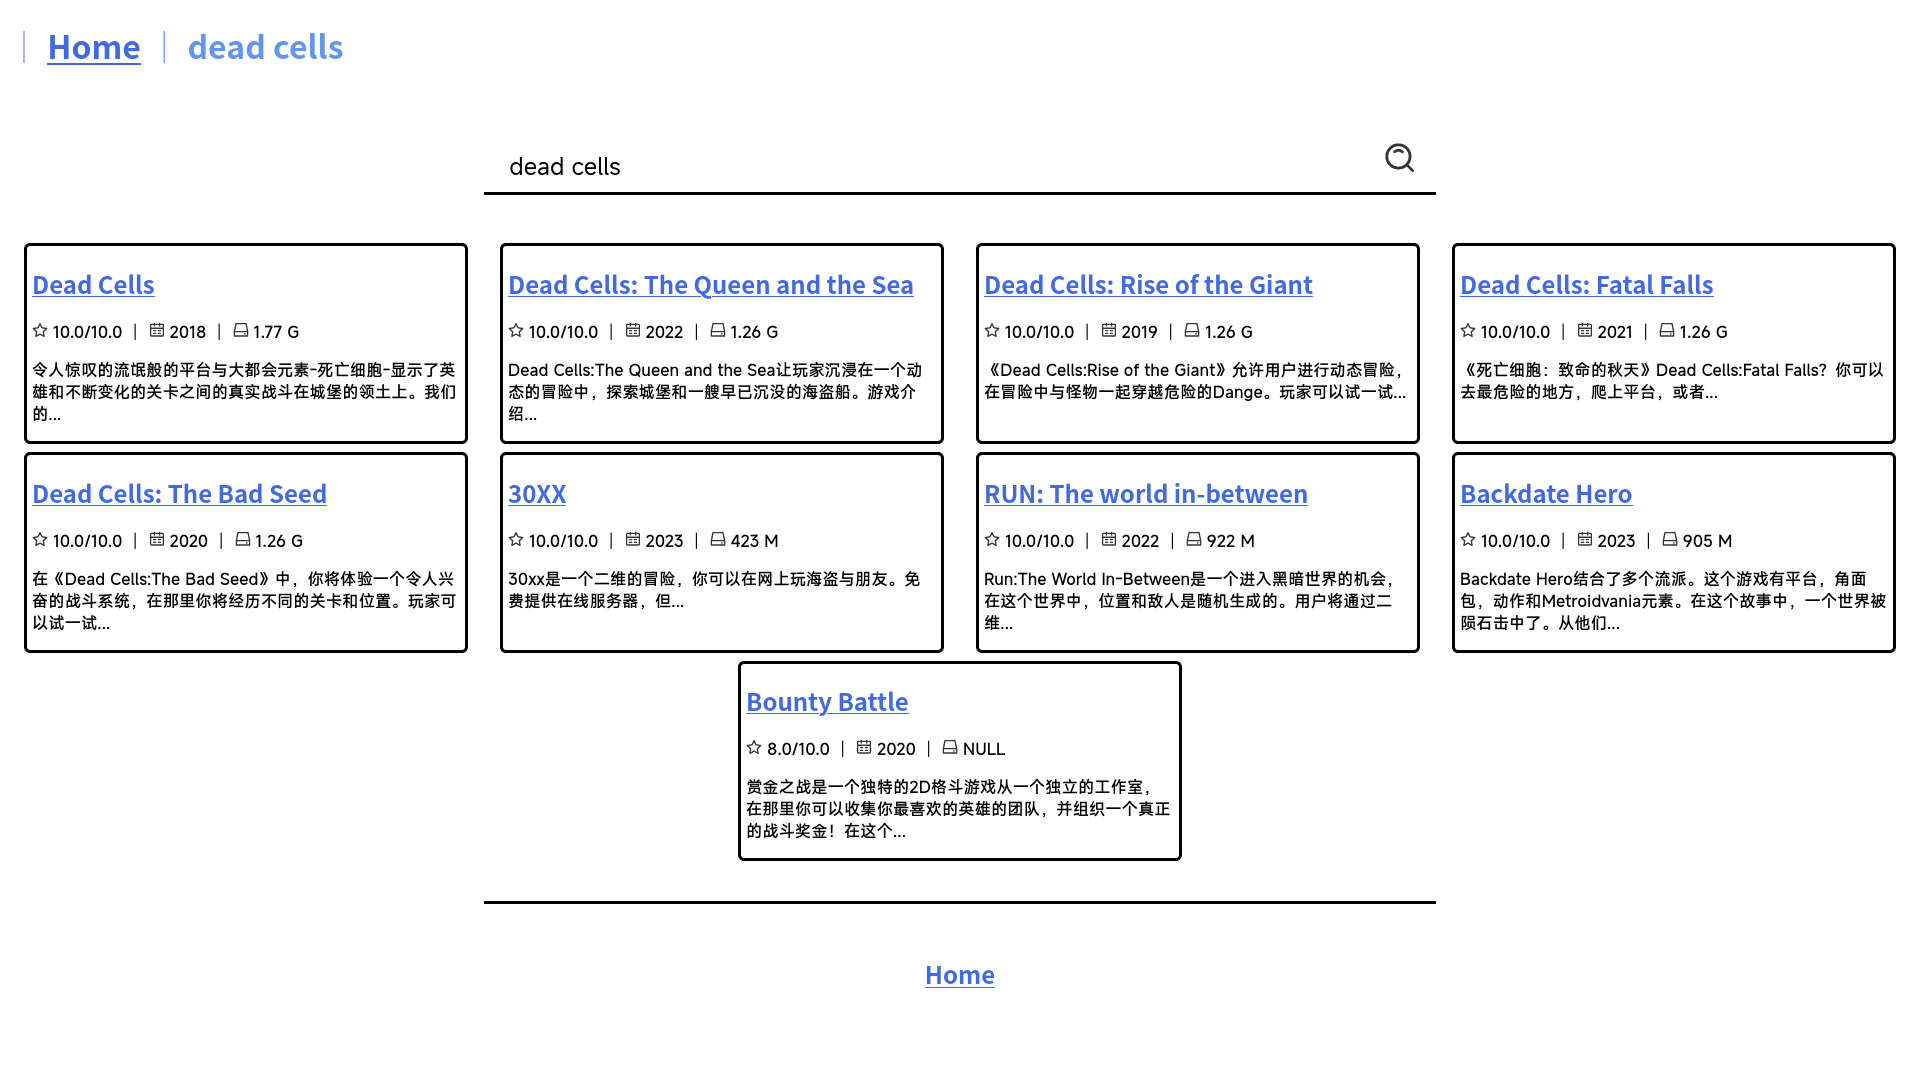 Home | dead cells
dead cells
Dead Cells
10.0/10.0 | 2018 | 1.77 G
令人惊叹的流氓般的平台与大都会元素-死亡细胞-显示了英
雄和不断变化的关卡之间的真实战斗在城堡的领土上。我们
的...
Dead Cells: The Queen and the Sea
10.0/10.0 | 2022 | 1.26 G
Dead Cells:The Queen and the Sea让玩家沉浸在一个动
态的冒险中，探索城堡和一艘早已沉没的海盗船。游戏介
绍...
Dead Cells: Rise of the Giant
10.0/10.0 | 2019 | 1.26 G
《Dead Cells:Rise of the Giant》允许用户进行动态冒险，
在冒险中与怪物一起穿越危险的Dange。玩家可以试一试...
Dead Cells: Fatal Falls
10.0/10.0 | 2021 | 1.26 G
《死亡细胞：致命的秋天》Dead Cells:Fatal Falls？你可以
去最危险的地方，爬上平台，或者...
Dead Cells: The Bad Seed
10.0/10.0 | 2020 | 1.26 G
在《Dead Cells:The Bad Seed》中，你将体验一个令人兴
奋的战斗系统，在那里你将经历不同的关卡和位置。玩家可
以试一试...
30XX
10.0/10.0 | 2023 | 423 M
30xx是一个二维的冒险，你可以在网上玩海盗与朋友。免
费提供在线服务器，但...
RUN: The world in-between
10.0/10.0 | 2022 | 922 M
Run:The World In-Between是一个进入黑暗世界的机会，
在这个世界中，位置和敌人是随机生成的。用户将通过二
维...
Backdate Hero
10.0/10.0 | 2023 | 905 M
Backdate Hero结合了多个流派。这个游戏有平台，角面
包，动作和Metroidvania元素。在这个故事中，一个世界被
陨石击中了。从他们...
Bounty Battle
8.0/10.0 | 2020 | NULL
赏金之战是一个独特的2D格斗游戏从一个独立的工作室，
在那里你可以收集你最喜欢的英雄的团队，并组织一个真正
的战斗奖金！在这个...
Home